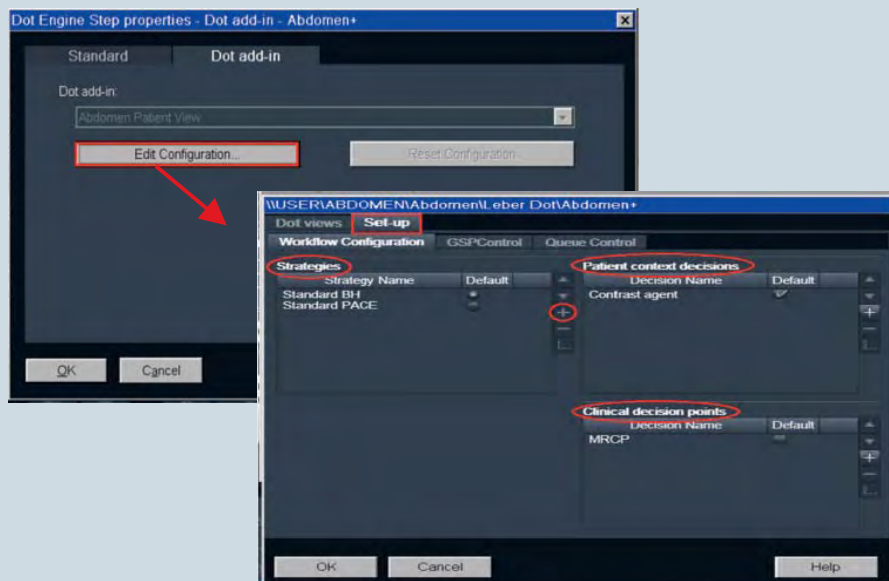 Dot Engine Step properties - Dot add-in - Abdomen+
Standard Dot add-in
Dot add-in:
Abdomen Patient View
Edit Configuration... Reset Configuration
OK Cancel
\\USER\ABDOMEN\Abdomen\Leber Dot\Abdomen+
Dot views Set-up
Workflow Configuration GSPControl Queue Control
Strategies
Strategy Name Default
Standard BH
Standard PACE
Patient context decisions
Decision Name Default
Contrast agent
Clinical decision points
Decision Name Default
MRCP
OK Cancel Help